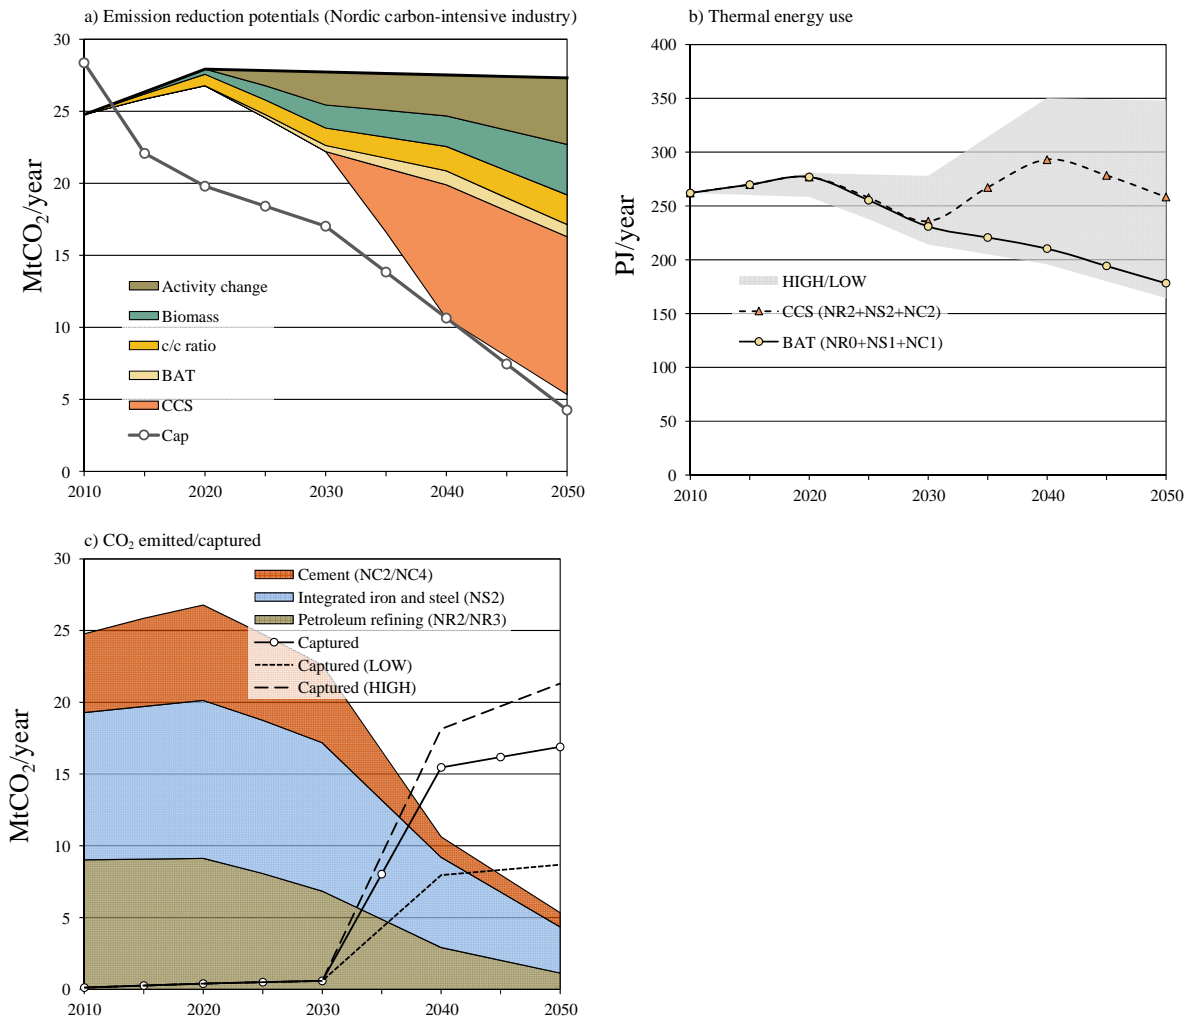 a) Emission reduction potentials (Nordic carbon-intensive industry)
MtCO2/year
30
25
20
15
10
5
0
2010 2020 2030 2040 2050
Activity change
Biomass
c/c ratio
BAT
CCS
Cap
b) Thermal energy use
PJ/year
400
350
300
250
200
150
100
50
0
2010 2020 2030 2040 2050
HIGH/LOW
CCS (NR2+NS2+NC2)
BAT (NR0+NS1+NC1)
c) CO2 emitted/captured
MtCO2/year
30
25
20
15
10
5
0
2010 2020 2030 2040 2050
Cement (NC2/NC4)
Integrated iron and steel (NS2)
Petroleum refining (NR2/NR3)
Captured
Captured (LOW)
Captured (HIGH)